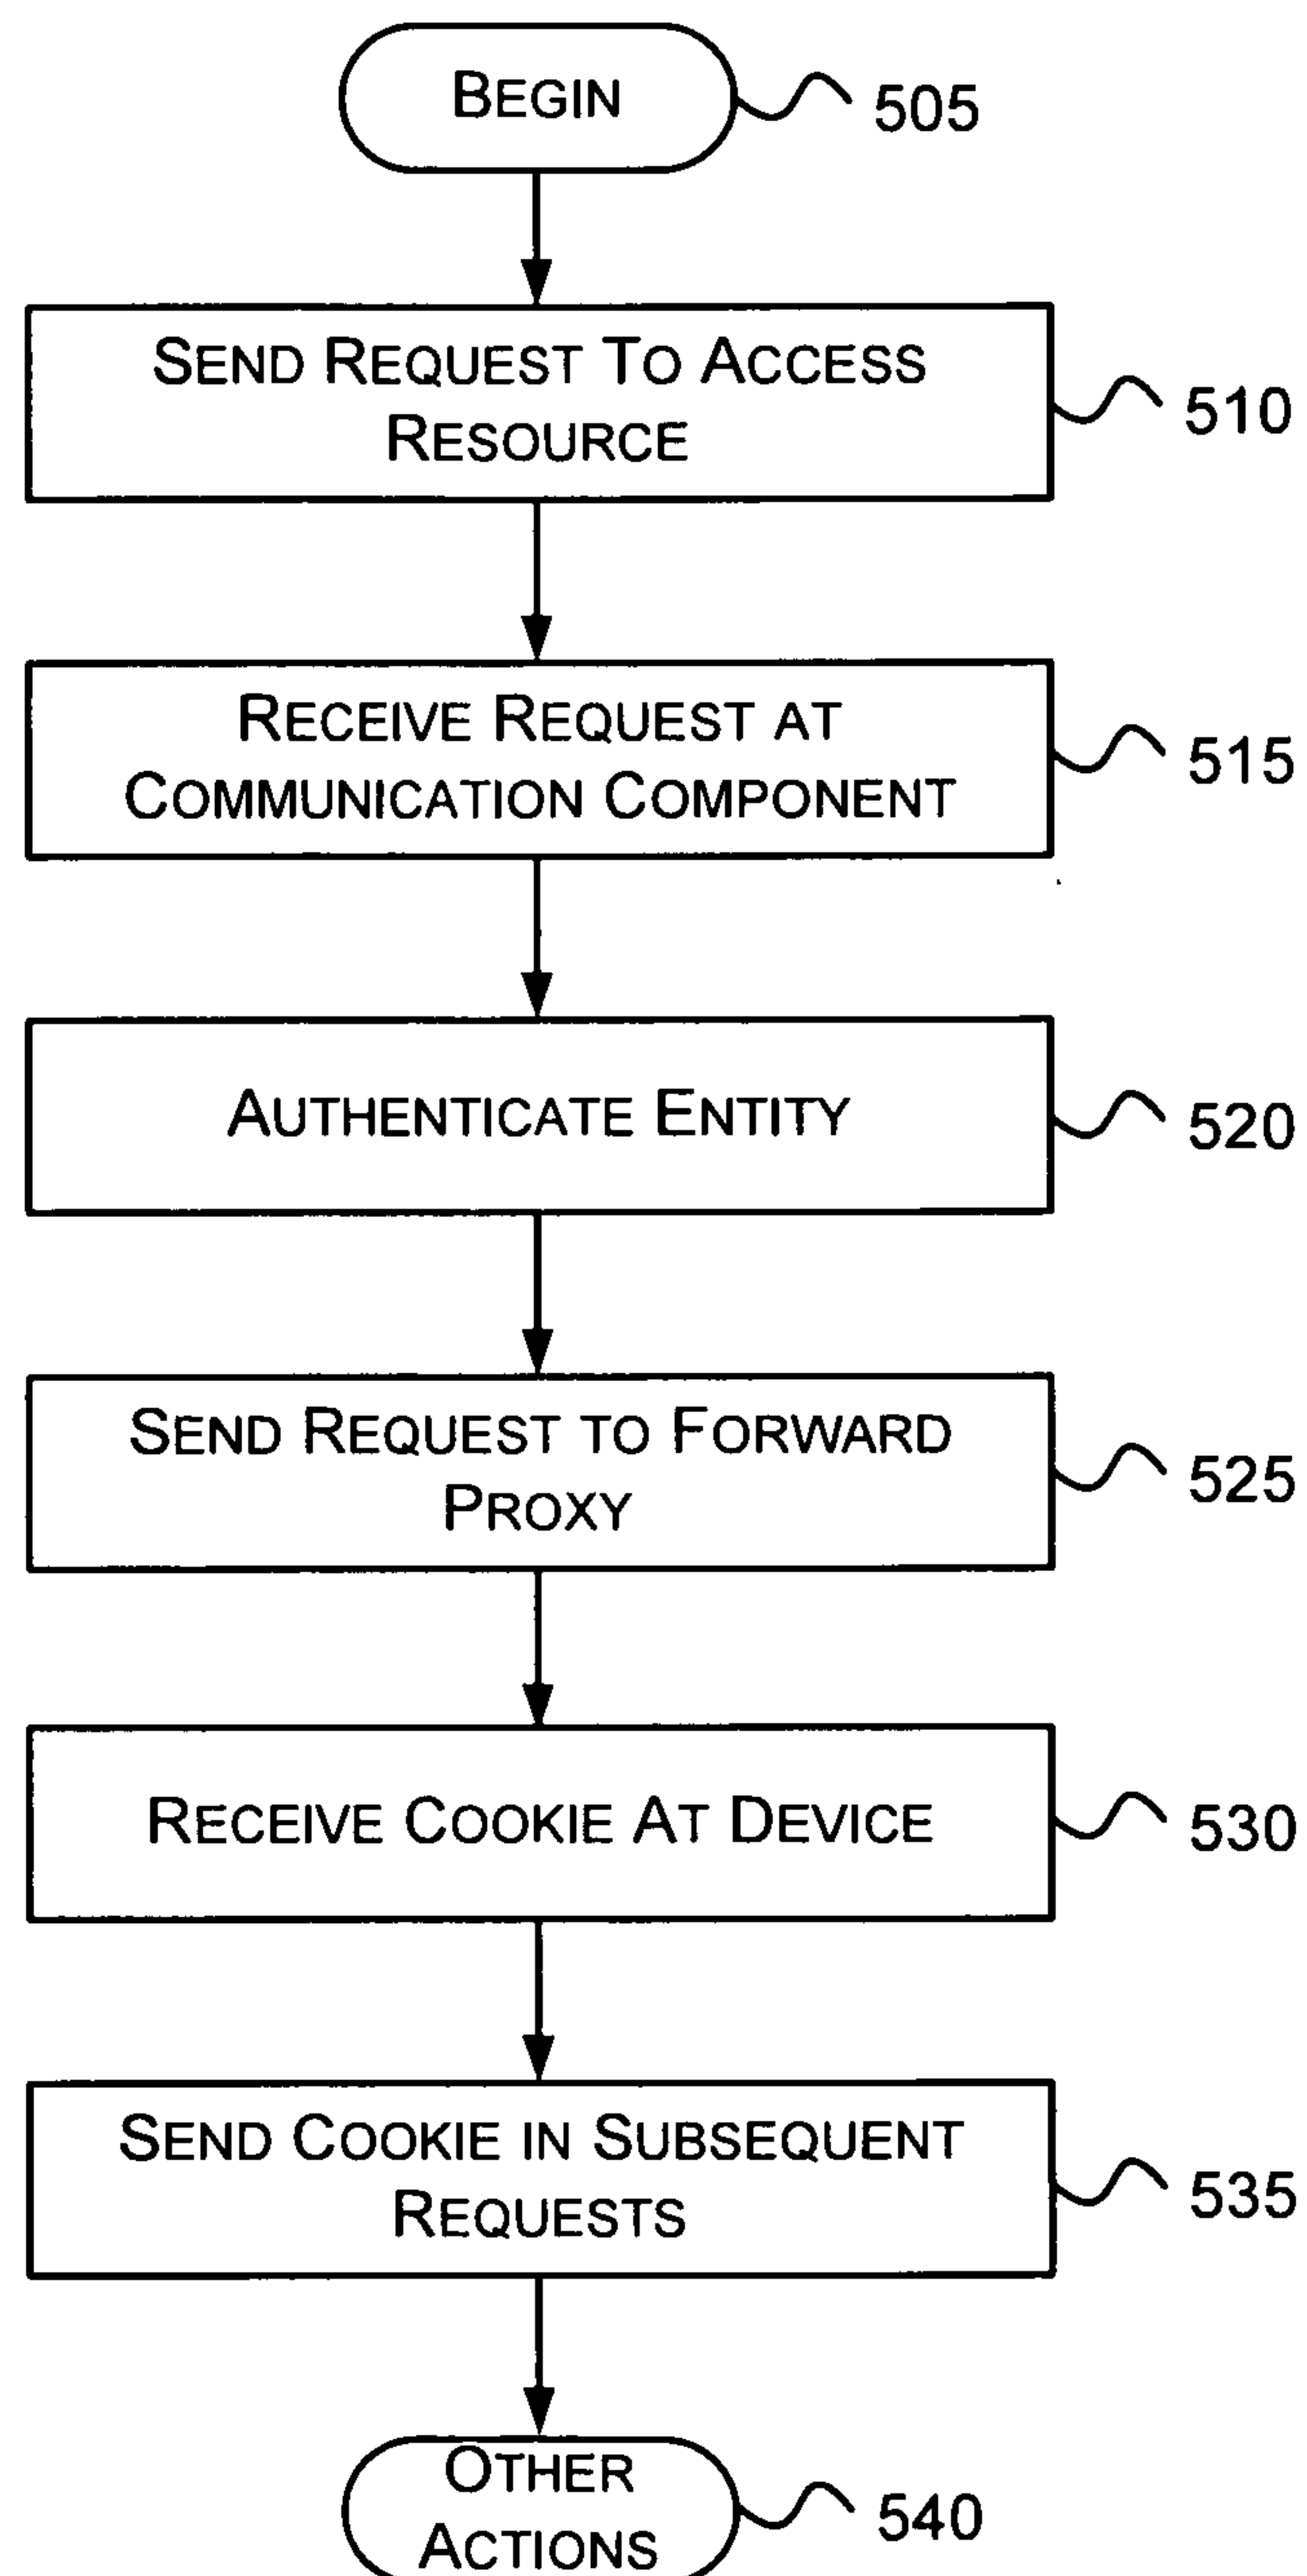 BEGIN
505
SEND REQUEST TO ACCESS
RESOURCE
510
RECEIVE REQUEST AT
COMMUNICATION COMPONENT
515
AUTHENTICATE ENTITY
520
SEND REQUEST TO FORWARD
PROXY
525
RECEIVE COOKIE AT DEVICE
530
SEND COOKIE IN SUBSEQUENT
REQUESTS
535
OTHER
ACTIONS
540